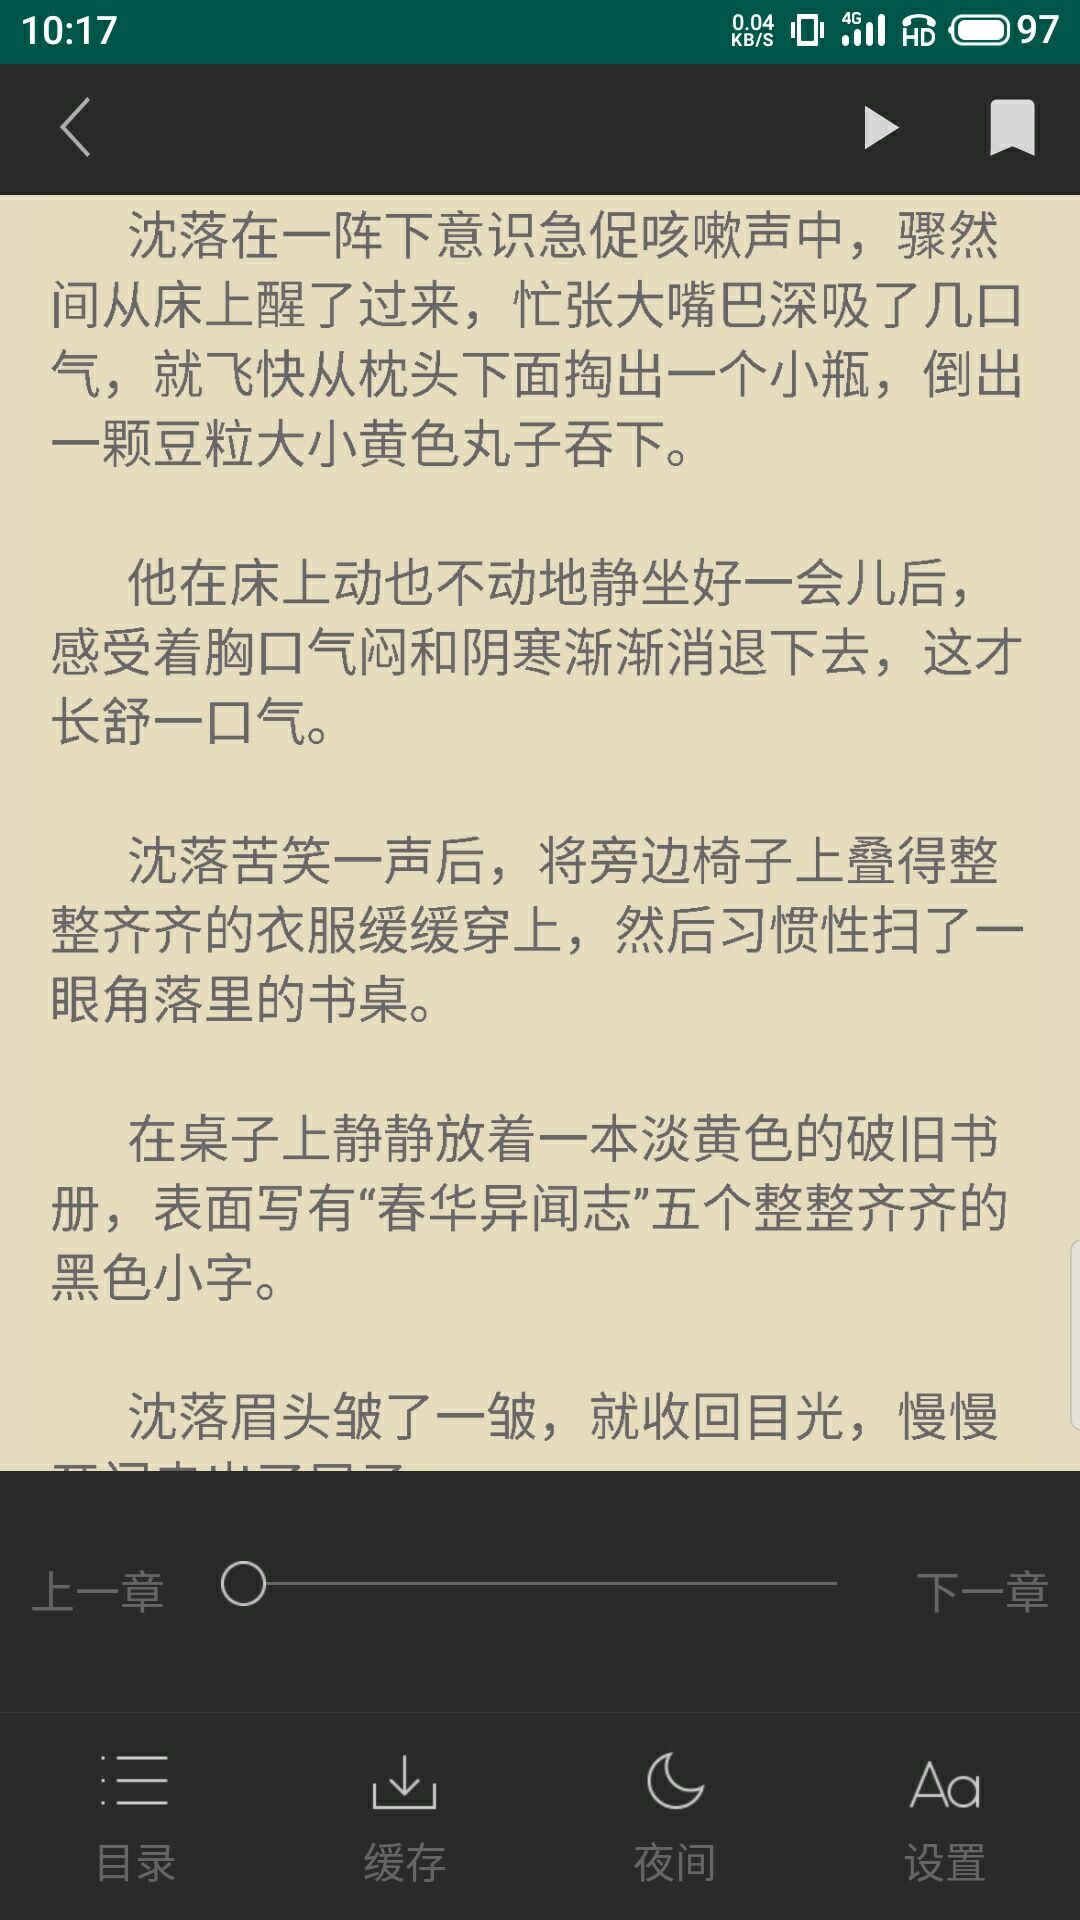 10:17
0.04
KB/S
4G
HD
97
沈落在一阵下意识急促咳嗽声中，骤然
间从床上醒了过来，忙张大嘴巴深吸了几口
气，就飞快从枕头下面掏出一个小瓶，倒出
一颗豆粒大小黄色丸子吞下。
他在床上动也不动地静坐好一会儿后，
感受着胸口气闷和阴寒渐渐消退下去，这才
长舒一口气。
沈落苦笑一声后，将旁边椅子上叠得整
整齐齐的衣服缓缓穿上，然后习惯性扫了一
眼角落里的书桌。
在桌子上静静放着一本淡黄色的破旧书
册，表面写有“春华异闻志”五个整整齐齐的
黑色小字。
沈落眉头皱了一皱，就收回目光，慢慢
上一章
下一章
Aa
目录
缓存
夜间
设置